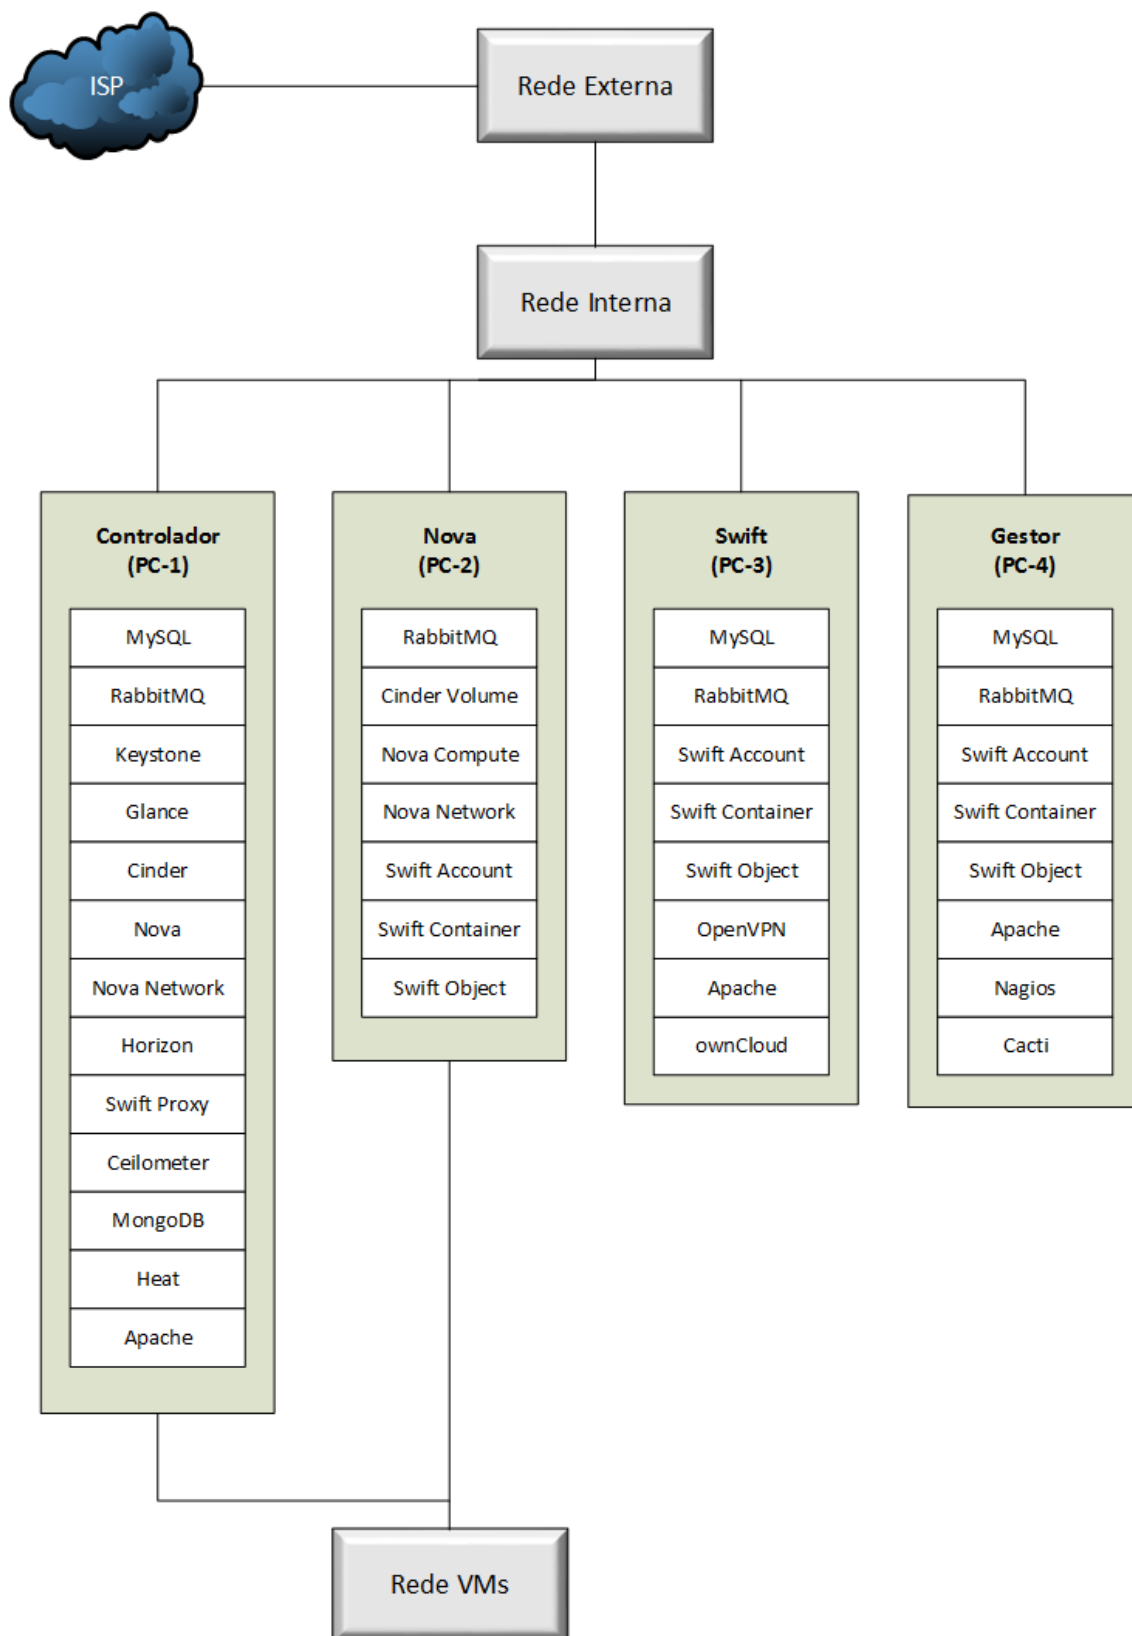 ISP
Rede Externa
Rede Interna
Controlador
(PC-1)
MySQL
RabbitMQ
Keystone
Glance
Cinder
Nova
Nova Network
Horizon
Swift Proxy
Ceilometer
MongoDB
Heat
Apache
Nova
(PC-2)
RabbitMQ
Cinder Volume
Nova Compute
Nova Network
Swift Account
Swift Container
Swift Object
Swift
(PC-3)
MySQL
RabbitMQ
Swift Account
Swift Container
Swift Object
OpenVPN
Apache
ownCloud
Gestor
(PC-4)
MySQL
RabbitMQ
Swift Account
Swift Container
Swift Object
Apache
Nagios
Cacti
Rede VMs